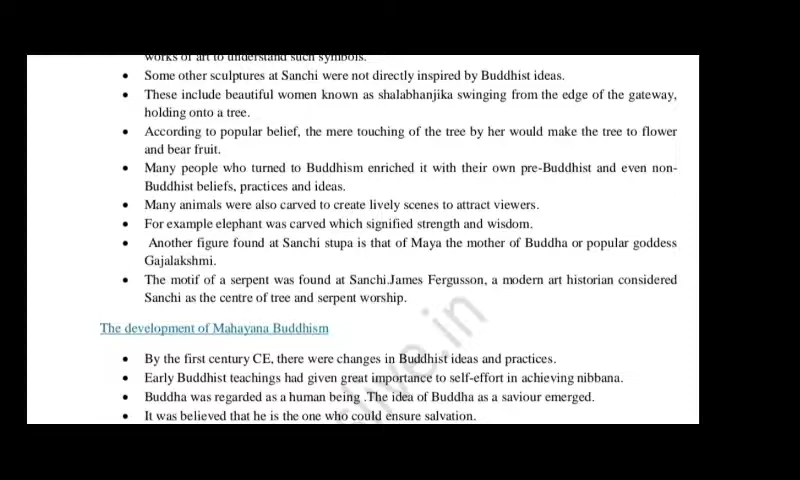 works of art to understand such symbols.
• Some other sculptures at Sanchi were not directly inspired by Buddhist ideas.
• These include beautiful women known as shalabhanjika swinging from the edge of the gateway,
holding onto a tree.
• According to popular belief, the mere touching of the tree by her would make the tree to flower
and bear fruit.
• Many people who turned to Buddhism enriched it with their own pre-Buddhist and even non-
Buddhist beliefs, practices and ideas.
• Many animals were also carved to create lively scenes to attract viewers.
• For example elephant was carved which signified strength and wisdom.
• Another figure found at Sanchi stupa is that of Maya the mother of Buddha or popular goddess
Gajalakshmi.
• The motif of a serpent was found at Sanchi.James Fergusson, a modern art historian considered
Sanchi as the centre of tree and serpent worship.
The development of Mahayana Buddhism
• By the first century CE, there were changes in Buddhist ideas and practices.
• Early Buddhist teachings had given great importance to self-effort in achieving nibbana.
• Buddha was regarded as a human being .The idea of Buddha as a saviour emerged.
• It was believed that he is the one who could ensure salvation.